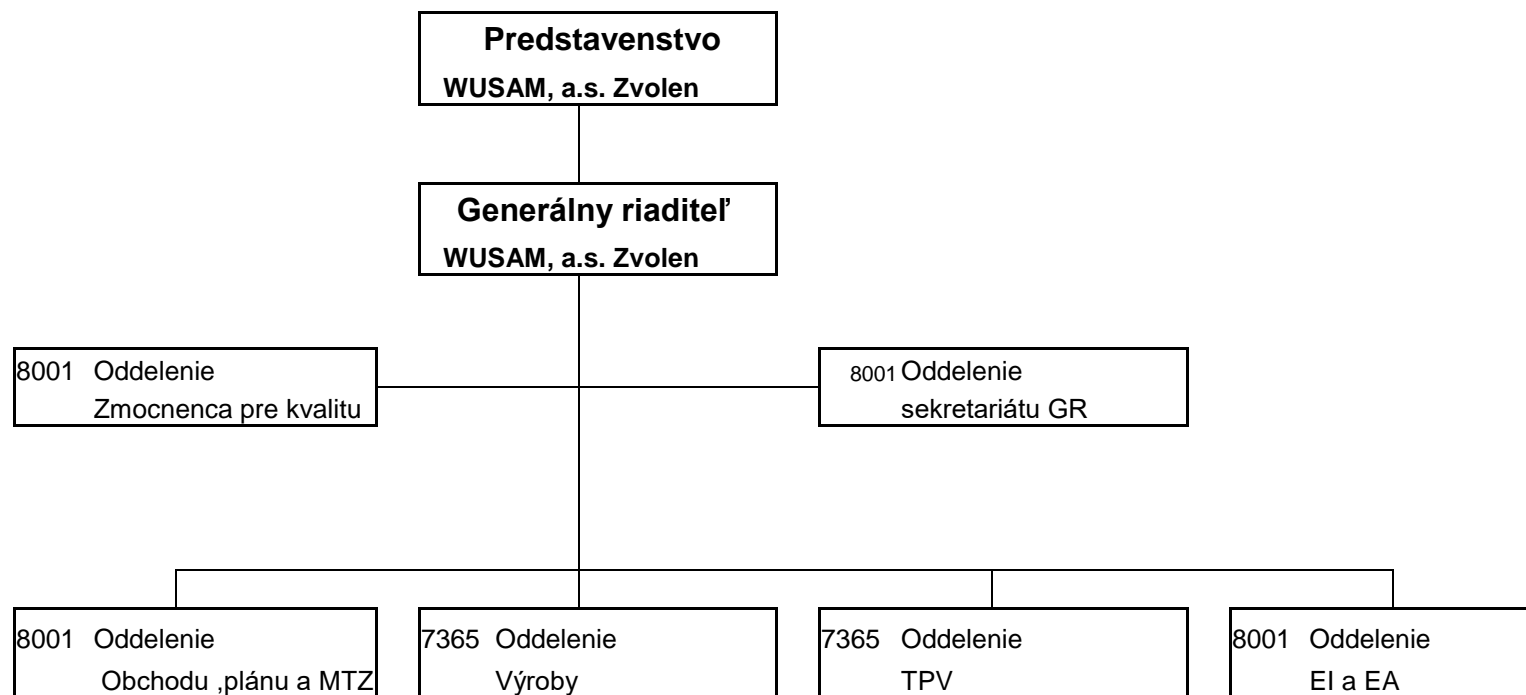 Predstavenstvo
WUSAM, a.s. Zvolen
Generálny riaditeľ
WUSAM, a.s. Zvolen
8001 Oddelenie
Zmocnenca pre kvalitu
8001 Oddelenie
sekretariátu GR
8001 Oddelenie
Obchodu ,plánu a MTZ
7365 Oddelenie
Výroby
7365 Oddelenie
TPV
8001 Oddelenie
EI a EA